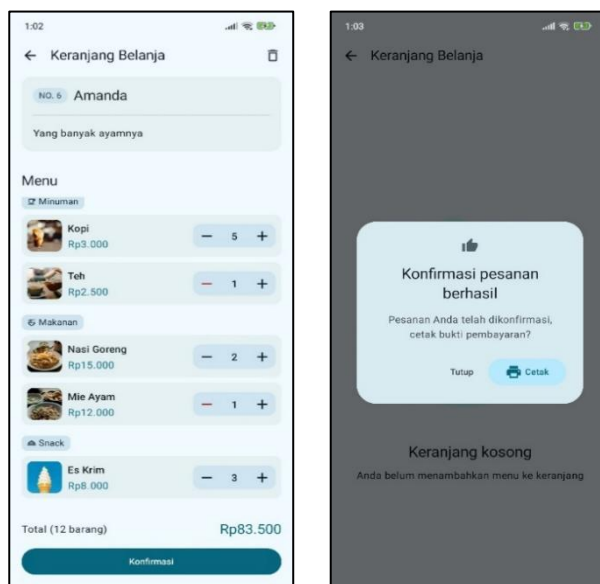 1:02
Keranjang Belanja
NO. 6 Amanda
Yang banyak ayamnya
Menu
Minuman
Kopi
Rp3.000
5
Teh
Rp2.500
1
Makanan
Nasi Goreng
Rp15.000
2
Mie Ayam
Rp12.000
1
Snack
Es Krim
Rp8.000
3
Total (12 barang) Rp83.500
Konfirmasi
1:03
Keranjang Belanja
Konfirmasi pesanan
berhasil
Pesanan Anda telah dikonfirmasi,
cetak bukti pembayaran?
Tutup Cetak
Keranjang kosong
Anda belum menambahkan menu ke keranjang